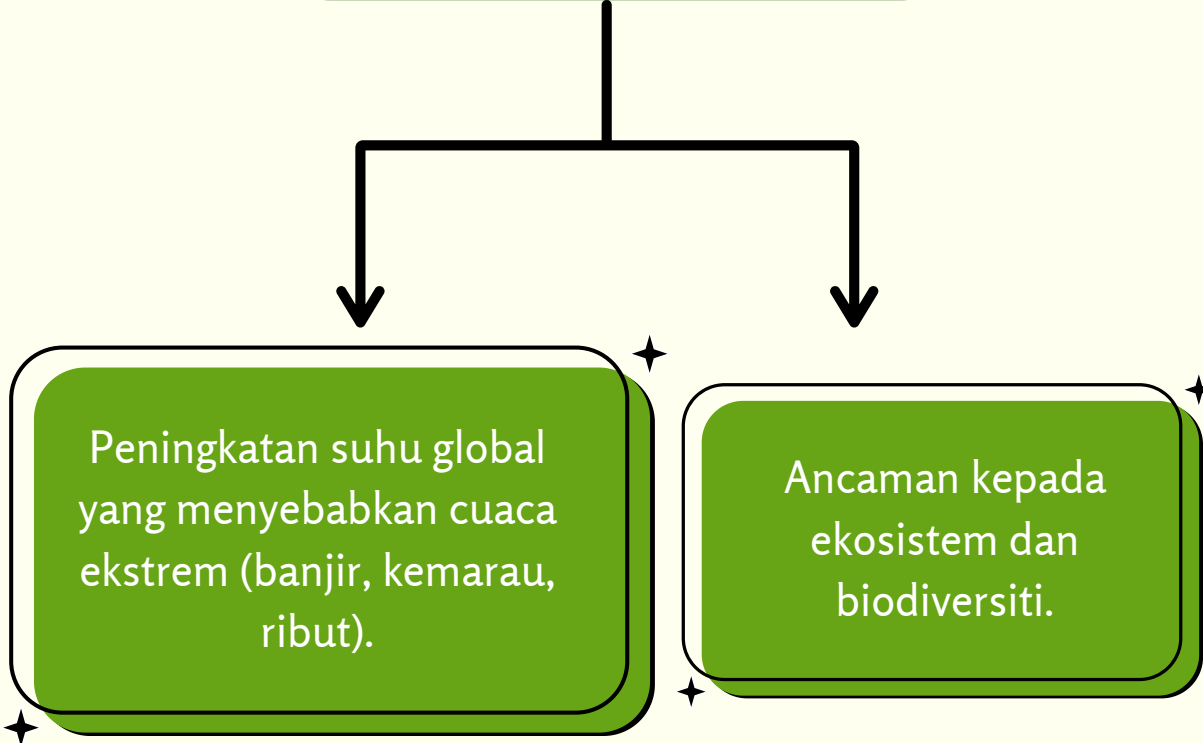 Peningkatan suhu global
yang menyebabkan cuaca
ekstrem (banjir, kemarau,
ribut).
Ancaman kepada
ekosistem dan
biodiversiti.